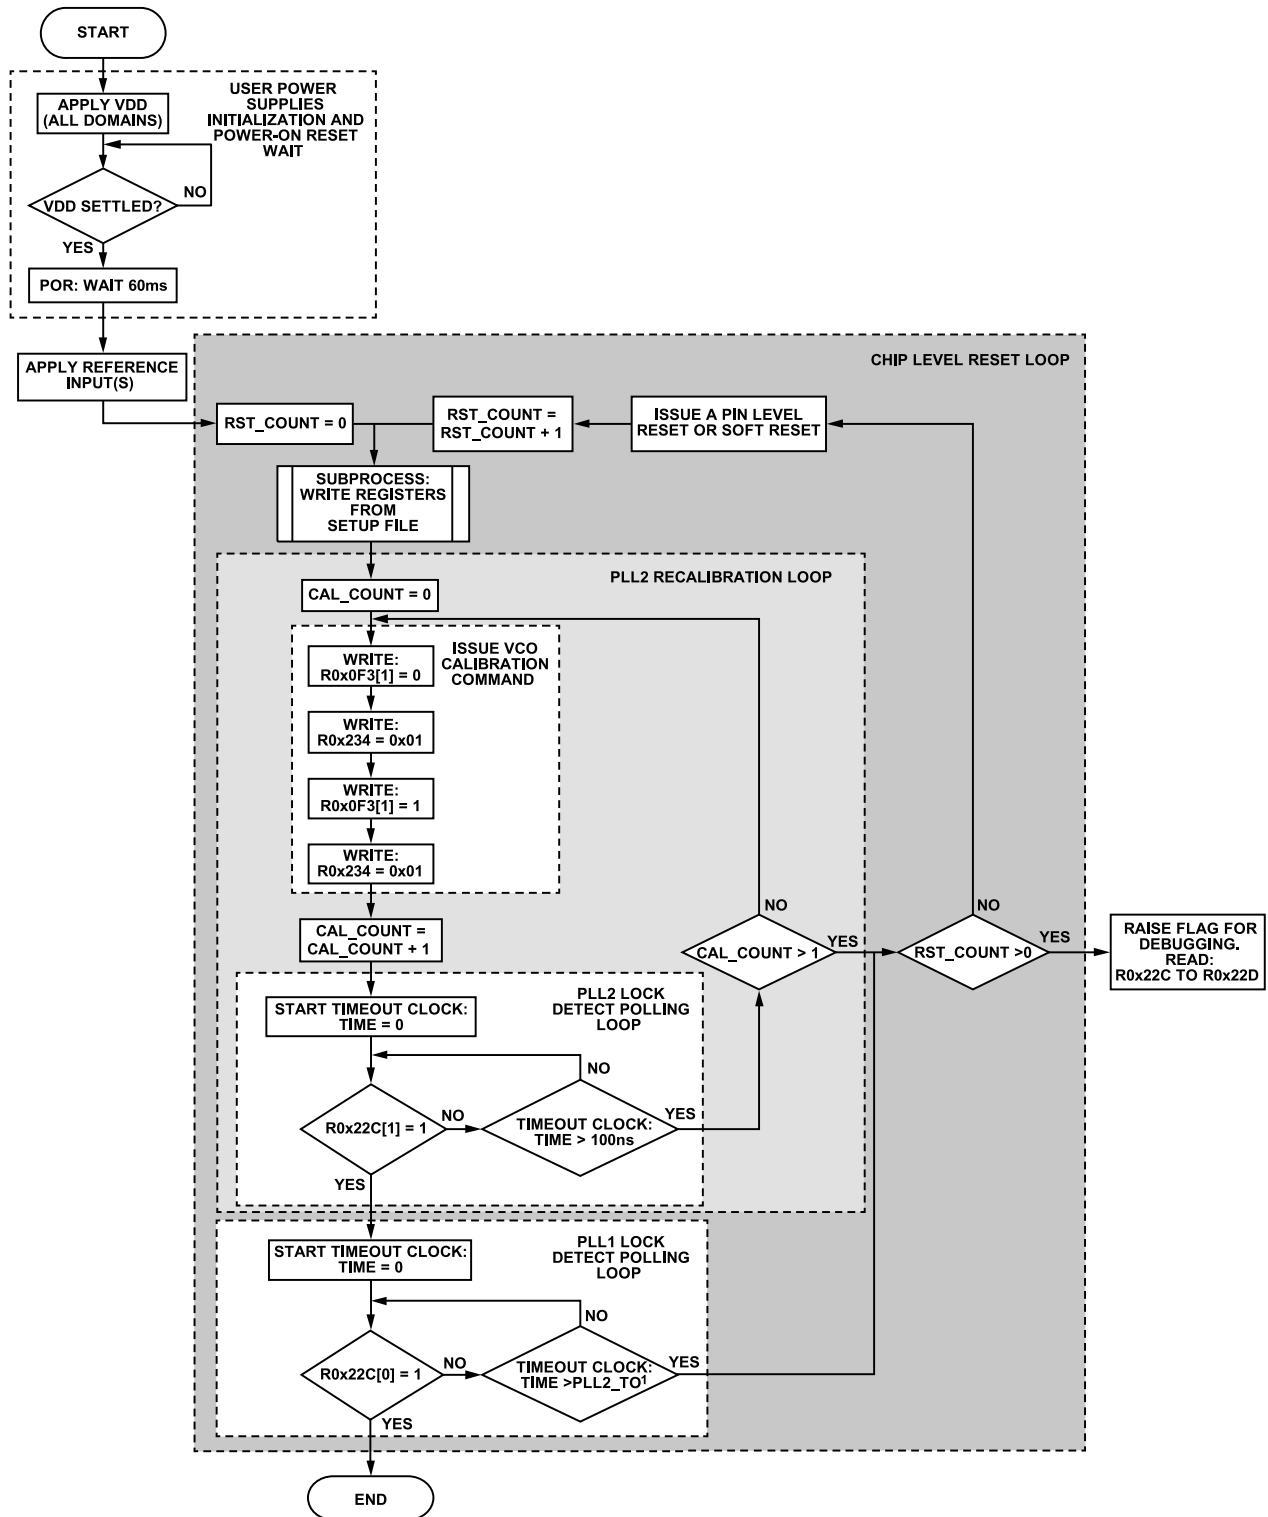 START
USER POWER
SUPPLIES
INITIALIZATION AND
POWER-ON RESET
WAIT
APPLY VDD
(ALL DOMAINS)
VDD SETTLED?
NO
YES
POR: WAIT 60ms
APPLY REFERENCE
INPUT(S)
CHIP LEVEL RESET LOOP
RST_COUNT = 0
RST_COUNT =
RST_COUNT + 1
ISSUE A PIN LEVEL
RESET OR SOFT RESET
SUBPROCESS:
WRITE REGISTERS
FROM
SETUP FILE
PLL2 RECALIBRATION LOOP
CAL_COUNT = 0
ISSUE VCO
CALIBRATION
COMMAND
WRITE:
R0x0F3[1] = 0
WRITE:
R0x234 = 0x01
WRITE:
R0x0F3[1] = 1
WRITE:
R0x234 = 0x01
CAL_COUNT =
CAL_COUNT + 1
NO
CAL_COUNT > 1
YES
NO
RST_COUNT >0
YES
RAISE FLAG FOR
DEBUGGING.
READ:
R0x22C TO R0x22D
PLL2 LOCK
DETECT POLLING
LOOP
START TIMEOUT CLOCK:
TIME = 0
NO
R0x22C[1] = 1
NO
TIMEOUT CLOCK:
TIME > 100ns
YES
YES
PLL1 LOCK
DETECT POLLING
LOOP
START TIMEOUT CLOCK:
TIME = 0
NO
R0x22C[0] = 1
NO
TIMEOUT CLOCK:
TIME >PLL2_TO¹
YES
YES
END